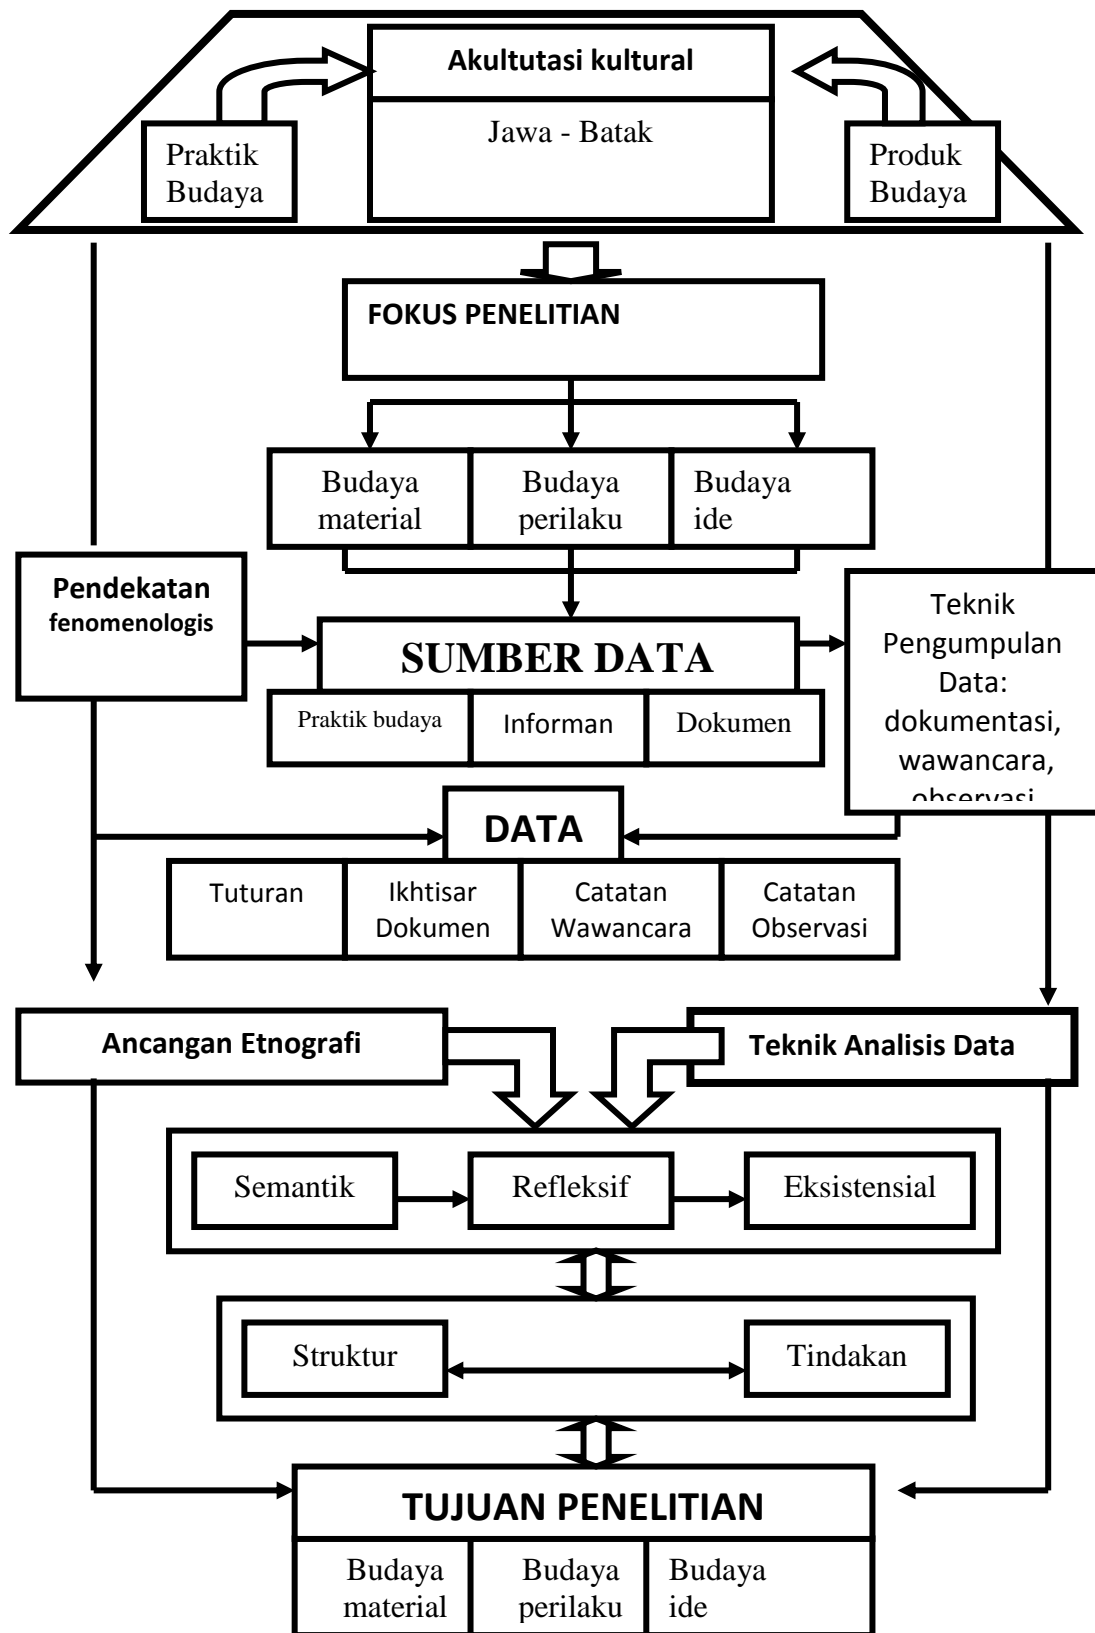 Akultutasi kultural
Jawa - Batak
Praktik
Budaya
Produk
Budaya
FOKUS PENELITIAN
Budaya
material
Budaya
perilaku
Budaya
ide
Pendekatan
fenomenologis
SUMBER DATA
Praktik budaya
Informan
Dokumen
Teknik
Pengumpulan
Data:
dokumentasi,
wawancara,
observasi
DATA
Tuturan
Ikhtisar
Dokumen
Catatan
Wawancara
Catatan
Observasi
Ancangan Etnografi
Teknik Analisis Data
Semantik
Refleksif
Eksistensial
Struktur
Tindakan
TUJUAN PENELITIAN
Budaya
material
Budaya
perilaku
Budaya
ide